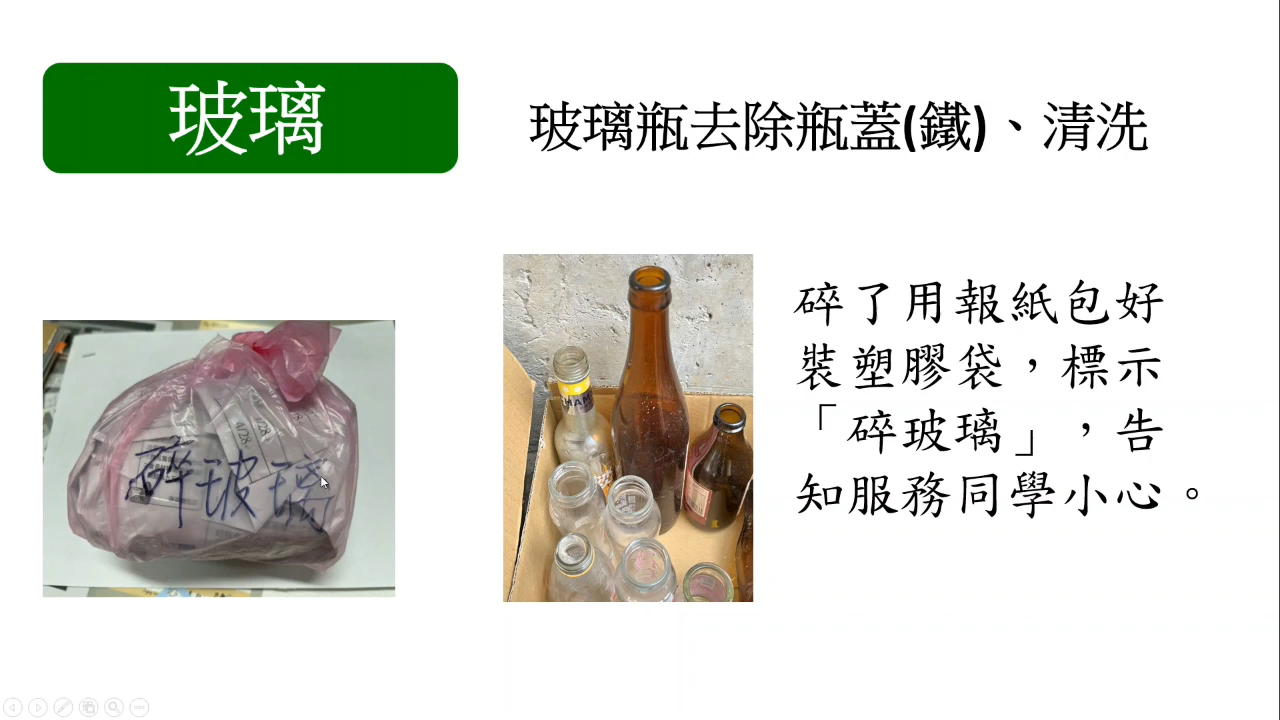 玻璃
玻璃瓶去除瓶蓋(鐵)、清洗
碎了用報紙包好
裝塑膠袋，標示
「碎玻璃」，告
知服務同學小心。
碎玻璃